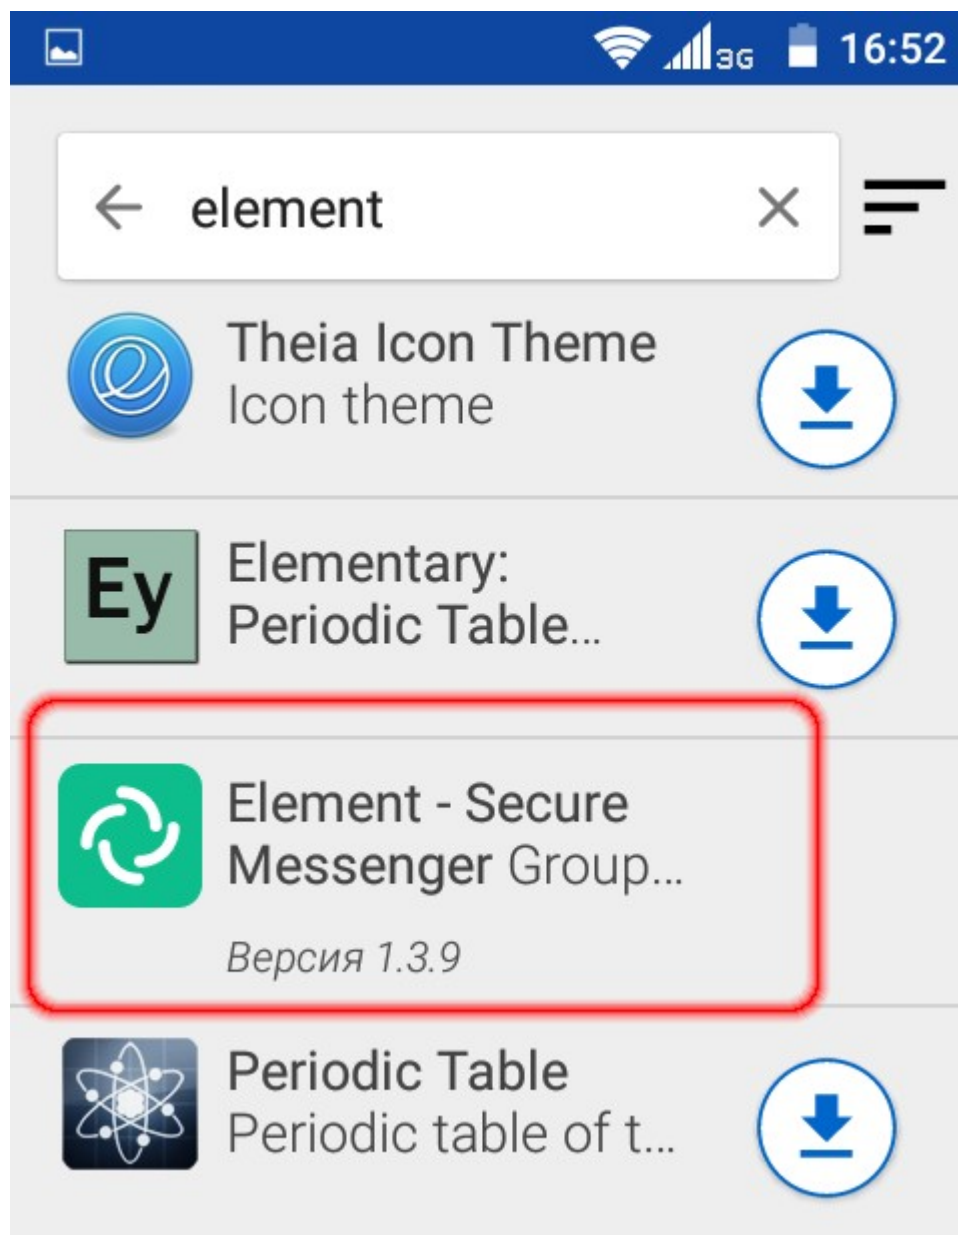 3G 16:52
element
Theia Icon Theme
Icon theme
Ey
Elementary:
Periodic Table...
Element - Secure
Messenger Group...
Версия 1.3.9
Periodic Table
Periodic table of t...